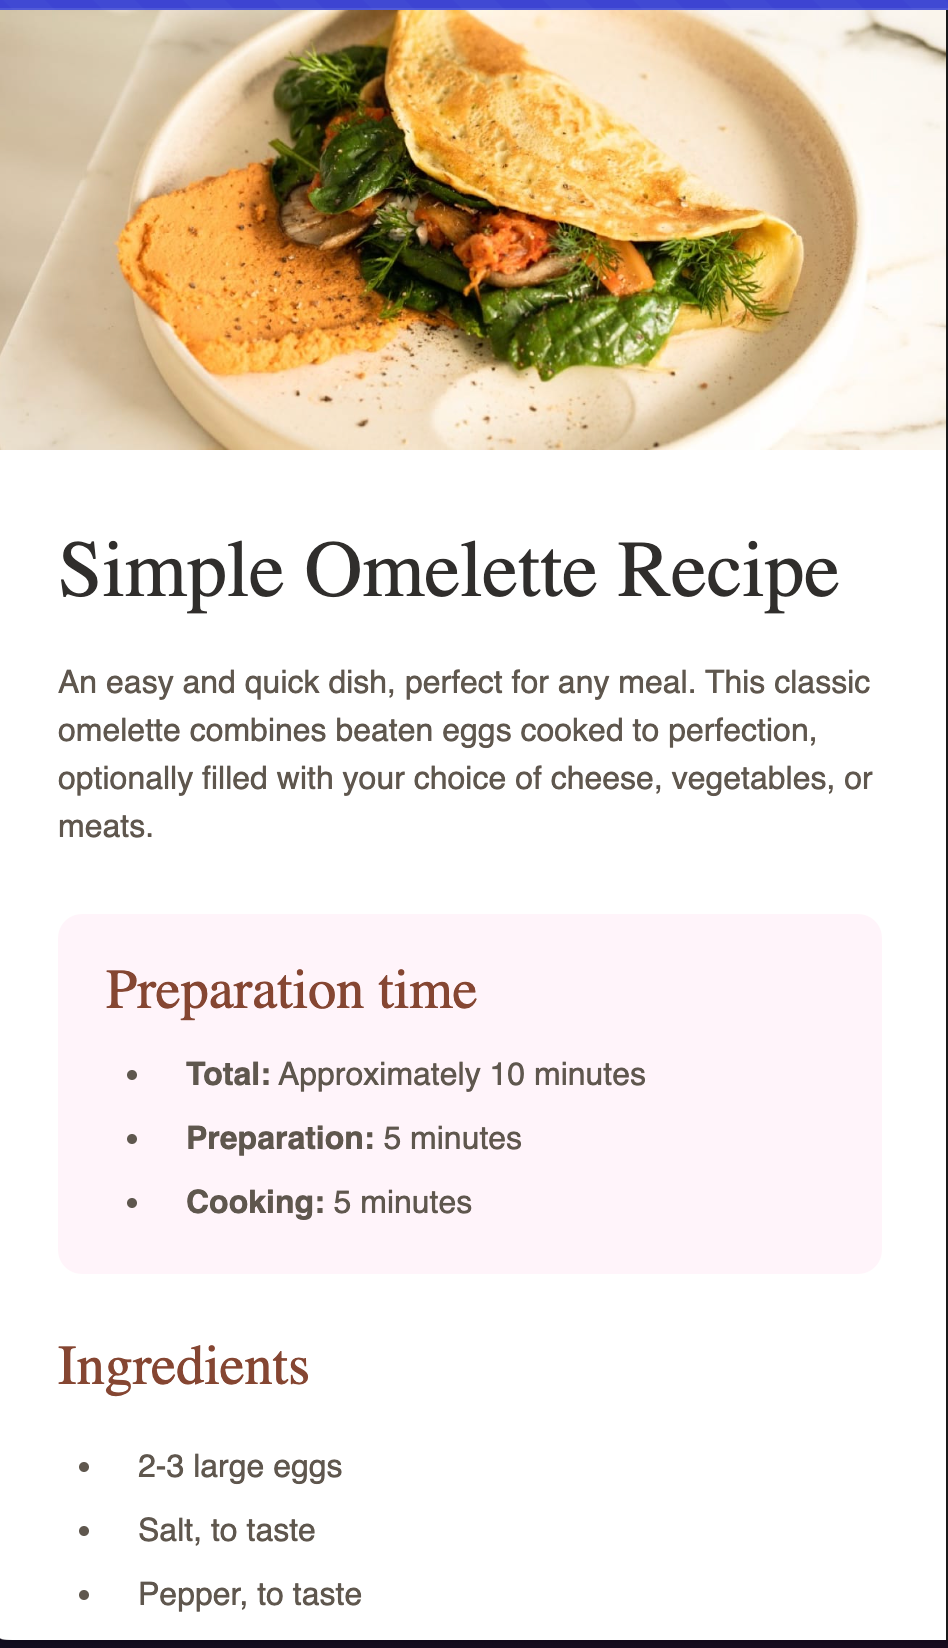 Simple Omelette Recipe
An easy and quick dish, perfect for any meal. This classic
omelette combines beaten eggs cooked to perfection,
optionally filled with your choice of cheese, vegetables, or
meats.
Preparation time
• Total: Approximately 10 minutes
• Preparation: 5 minutes
• Cooking: 5 minutes
Ingredients
• 2-3 large eggs
• Salt, to taste
• Pepper, to taste